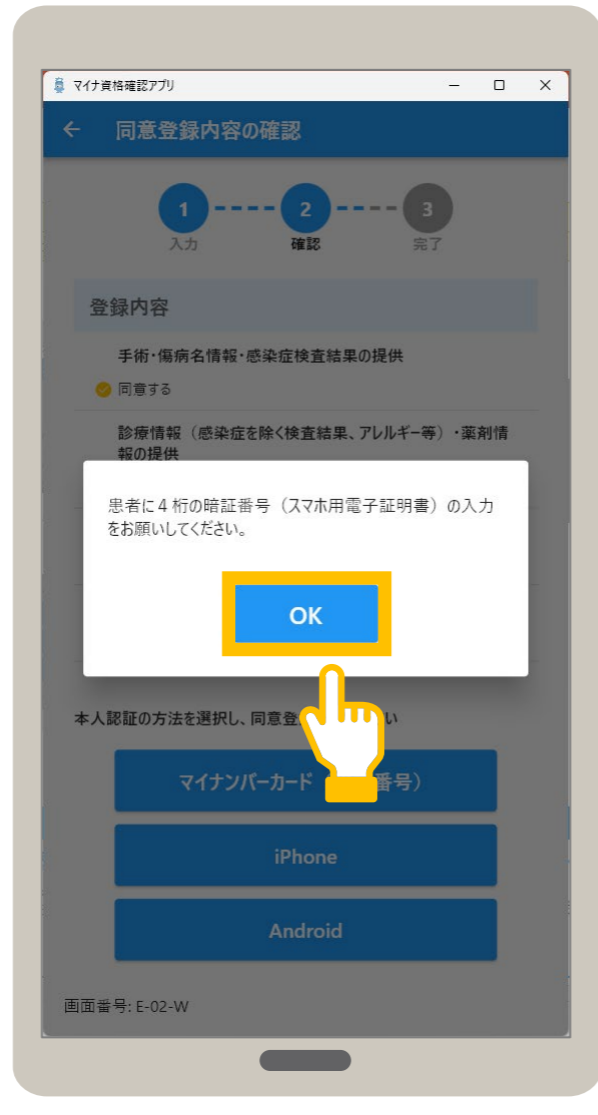 マイナ資格確認アプリ
同意登録内容の確認
1 2 3
入力 確認 完了
登録内容
手術・傷病名情報・感染症検査結果の提供
同意する
診療情報（感染症を除く検査結果、アレルギー等）・薬剤情
報の提供
患者に４桁の暗証番号（スマホ用電子証明書）の入力
をお願いしてください。
OK
本人認証の方法を選択し、同意登 い
マイナンバーカード 番号）
iPhone
Android
画面番号: E-02-W